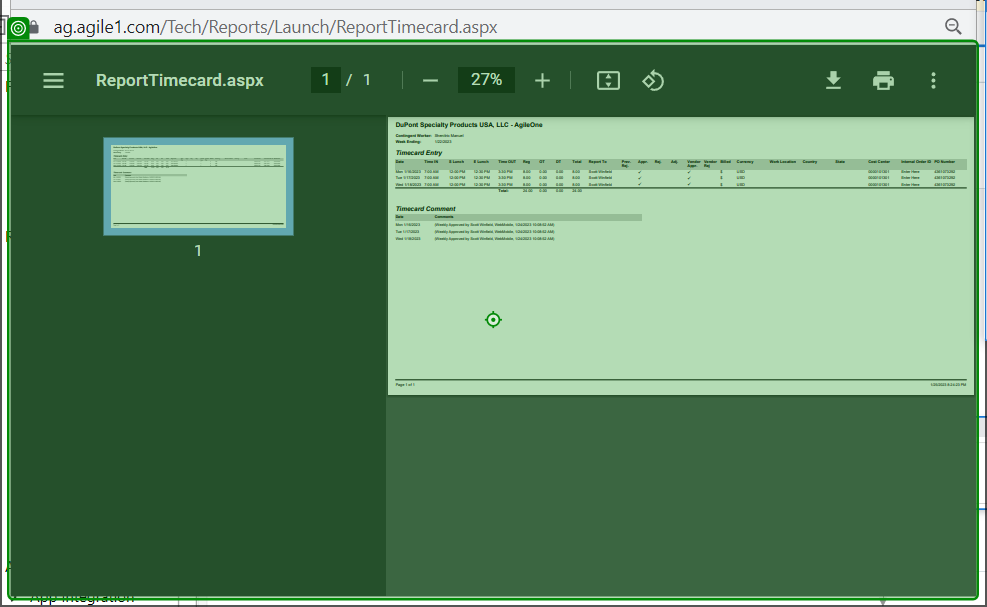 ag.agile1.com/Tech/Reports/Launch/ReportTimecard.aspx
ReportTimecard.aspx
1 / 1
27%
1
DuPont Specialty Products USA, LLC - AgileOne
Contingent Worker:
Week Ending:
Timecard Entry
Date Time IN S Lunch E Lunch Time OUT Reg OT DT Total Report To Prev. Rej. Appr. Rej. Adj. Vendor Appr. Vendor Rej. Billed Currency Work Location Country State Cost Center Internal Order ID PO Number
Mon 1/16/2023 7:00 AM 12:00 PM 12:30 PM 3:30 PM 8.00 0.00 0.00 8.00 Scott Winfield ✓ ✓ $ USD Enter Here
Tue 1/17/2023 7:00 AM 12:00 PM 12:30 PM 3:30 PM 8.00 0.00 0.00 8.00 Scott Winfield ✓ ✓ $ USD Enter Here
Wed 1/18/2023 7:00 AM 12:00 PM 12:30 PM 3:30 PM 8.00 0.00 0.00 8.00 Scott Winfield ✓ ✓ $ USD Enter Here
Total: 24.00 0.00 0.00 24.00
Timecard Comment
Date Comments
Mon 1/16/2023 (Weekly Approved by Scott Winfield, WebMobile, 1/24/2023 10:08:02 AM)
Tue 1/17/2023 (Weekly Approved by Scott Winfield, WebMobile, 1/24/2023 10:08:02 AM)
Wed 1/18/2023 (Weekly Approved by Scott Winfield, WebMobile, 1/24/2023 10:08:02 AM)
Page 1 of 1
App Integration